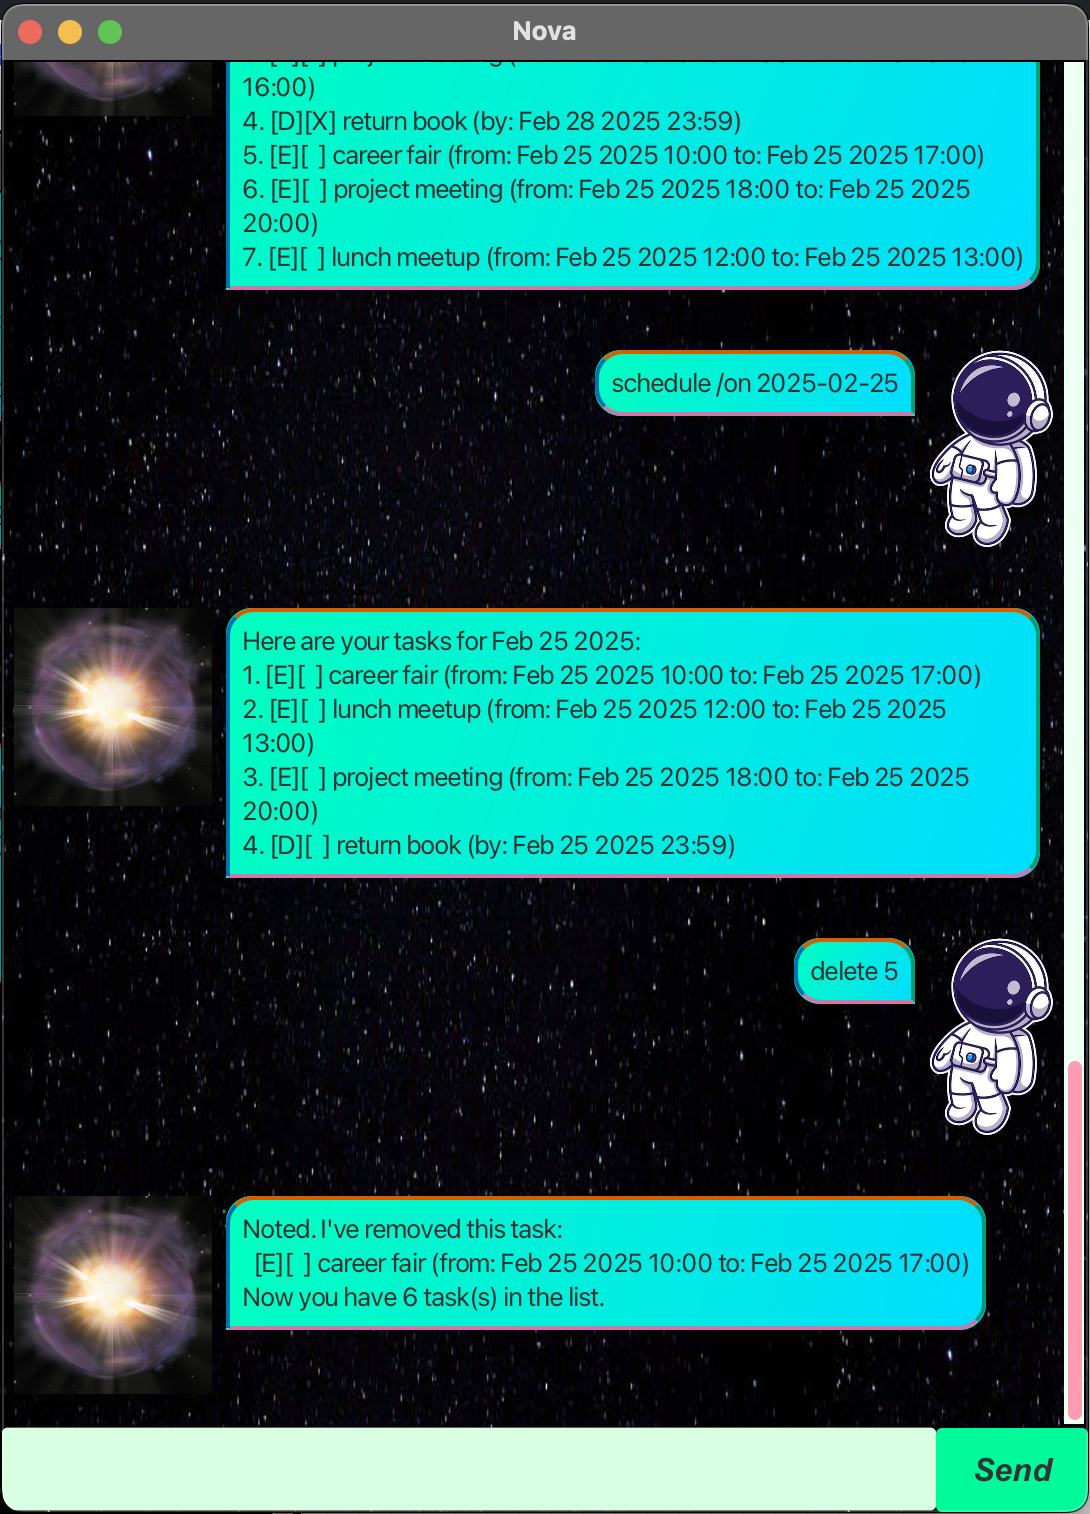 Nova
16:00)
4. [D][X] return book (by: Feb 28 2025 23:59)
5. [E][ ] career fair (from: Feb 25 2025 10:00 to: Feb 25 2025 17:00)
6. [E][ ] project meeting (from: Feb 25 2025 18:00 to: Feb 25 2025
20:00)
7. [E][ ] lunch meetup (from: Feb 25 2025 12:00 to: Feb 25 2025 13:00)
schedule /on 2025-02-25
Here are your tasks for Feb 25 2025:
1. [E][ ] career fair (from: Feb 25 2025 10:00 to: Feb 25 2025 17:00)
2. [E][ ] lunch meetup (from: Feb 25 2025 12:00 to: Feb 25 2025
13:00)
3. [E][ ] project meeting (from: Feb 25 2025 18:00 to: Feb 25 2025
20:00)
4. [D][ ] return book (by: Feb 25 2025 23:59)
delete 5
Noted. I've removed this task:
[E][ ] career fair (from: Feb 25 2025 10:00 to: Feb 25 2025 17:00)
Now you have 6 task(s) in the list.
Send